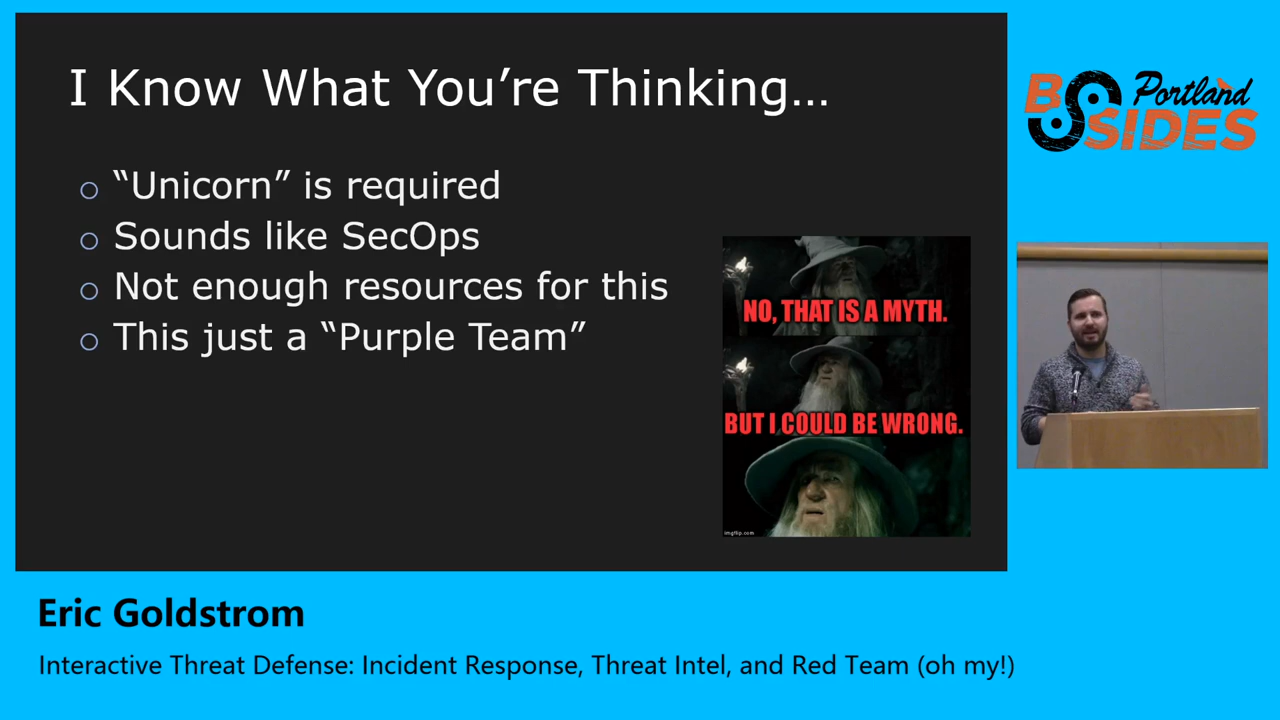 I Know What You’re Thinking…
“Unicorn” is required
Sounds like SecOps
Not enough resources for this
This just a “Purple Team”
NO, THAT IS A MYTH.
BUT I COULD BE WRONG.
imgflip.com
B SIDES
Portland
Eric Goldstrom
Interactive Threat Defense: Incident Response, Threat Intel, and Red Team (oh my!)